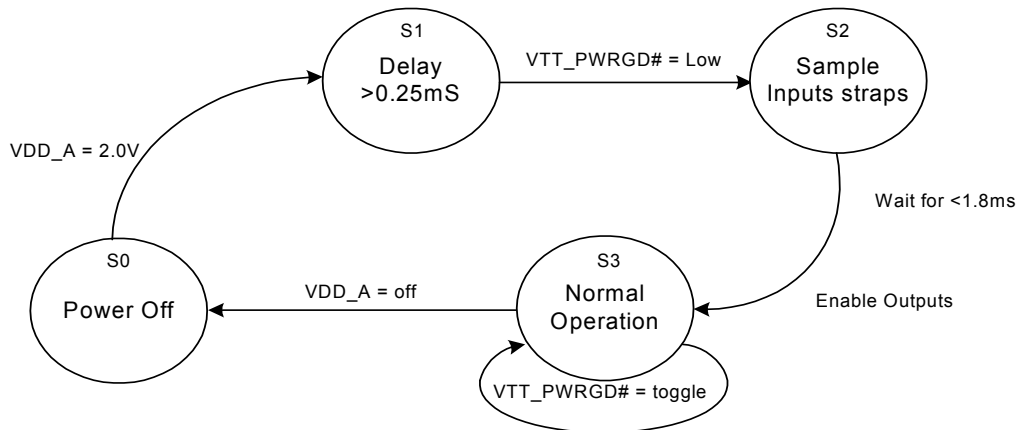 S1
Delay
>0.25mS
VTT_PWRGD# = Low
S2
Sample
Inputs straps
VDD_A = 2.0V
Wait for <1.8ms
S0
Power Off
VDD_A = off
S3
Normal
Operation
Enable Outputs
VTT_PWRGD# = toggle